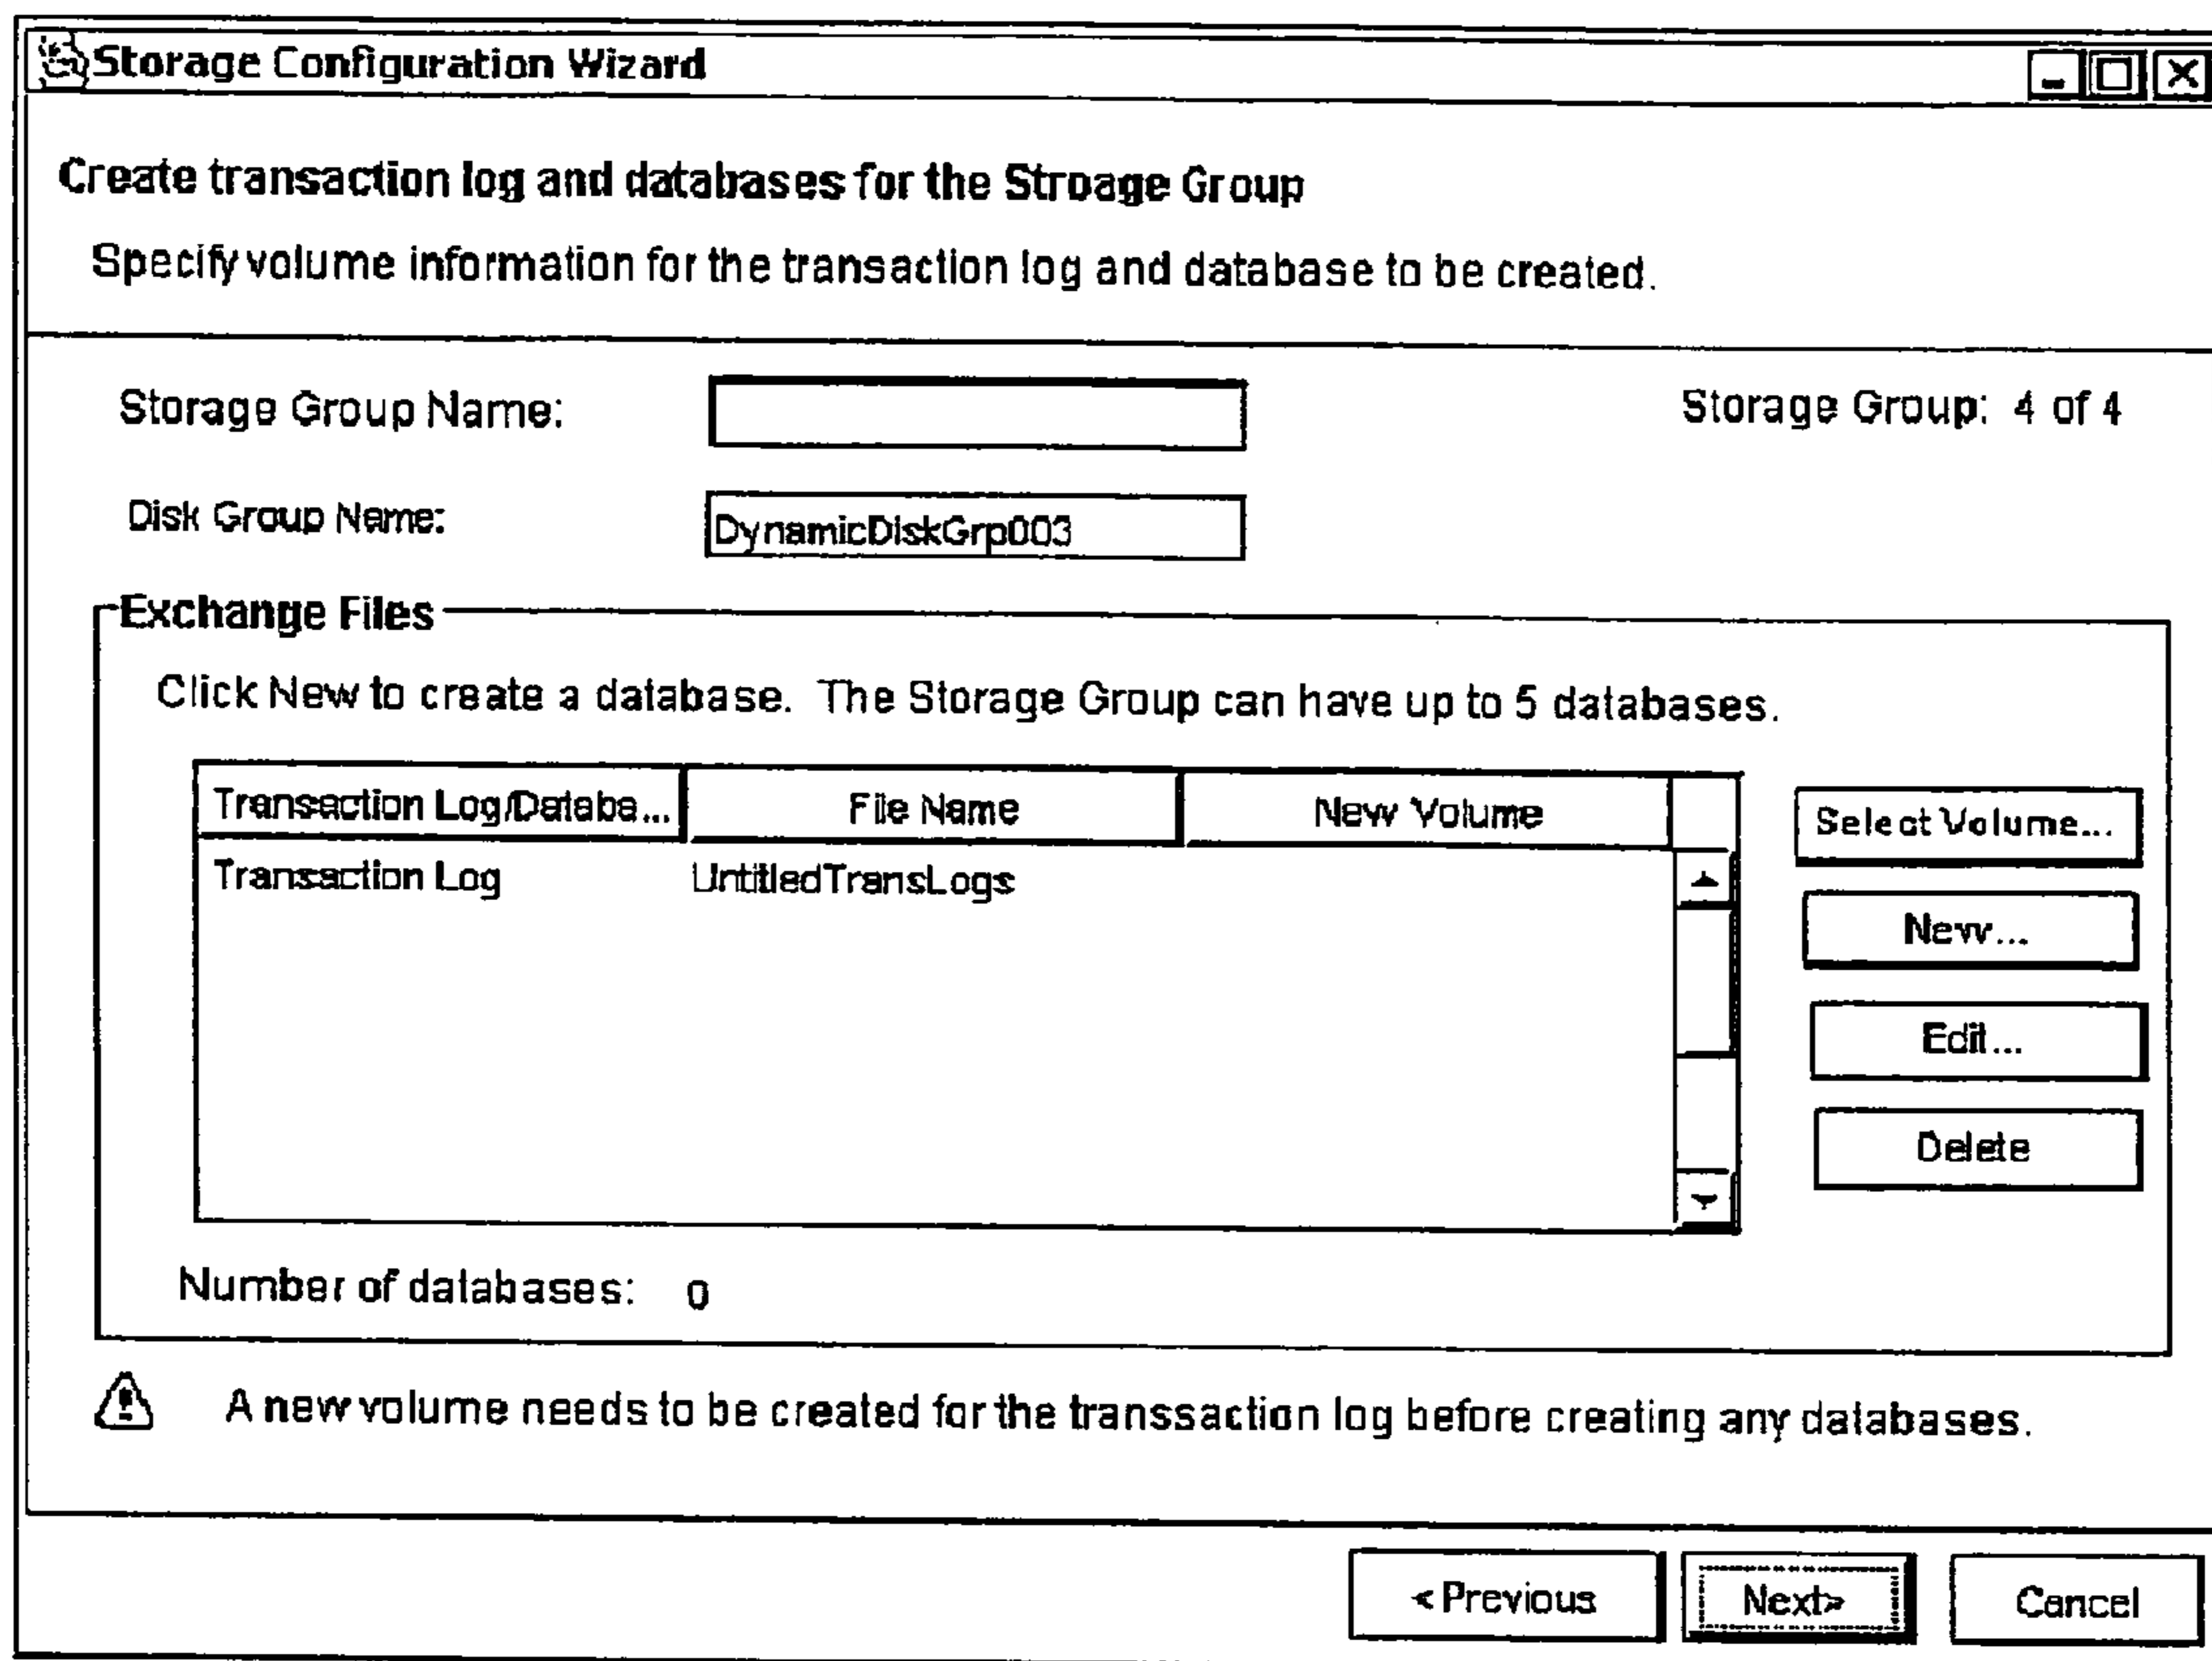 Storage Configuration Wizard
Create transaction log and databases for the Stroage Group
Specify volume information for the transaction log and database to be created.
Storage Group Name:
Storage Group: 4 of 4
Disk Group Name:
DynamicDiskGrp003
Exchange Files
Click New to create a database. The Storage Group can have up to 5 databases.
Transaction Log/Databa... File Name New Volume
Select Volume...
Transaction Log UntitledTransLogs
New...
Edit...
Delete
Number of databases: 0
A new volume needs to be created for the transsaction log before creating any databases.
< Previous Next> Cancel